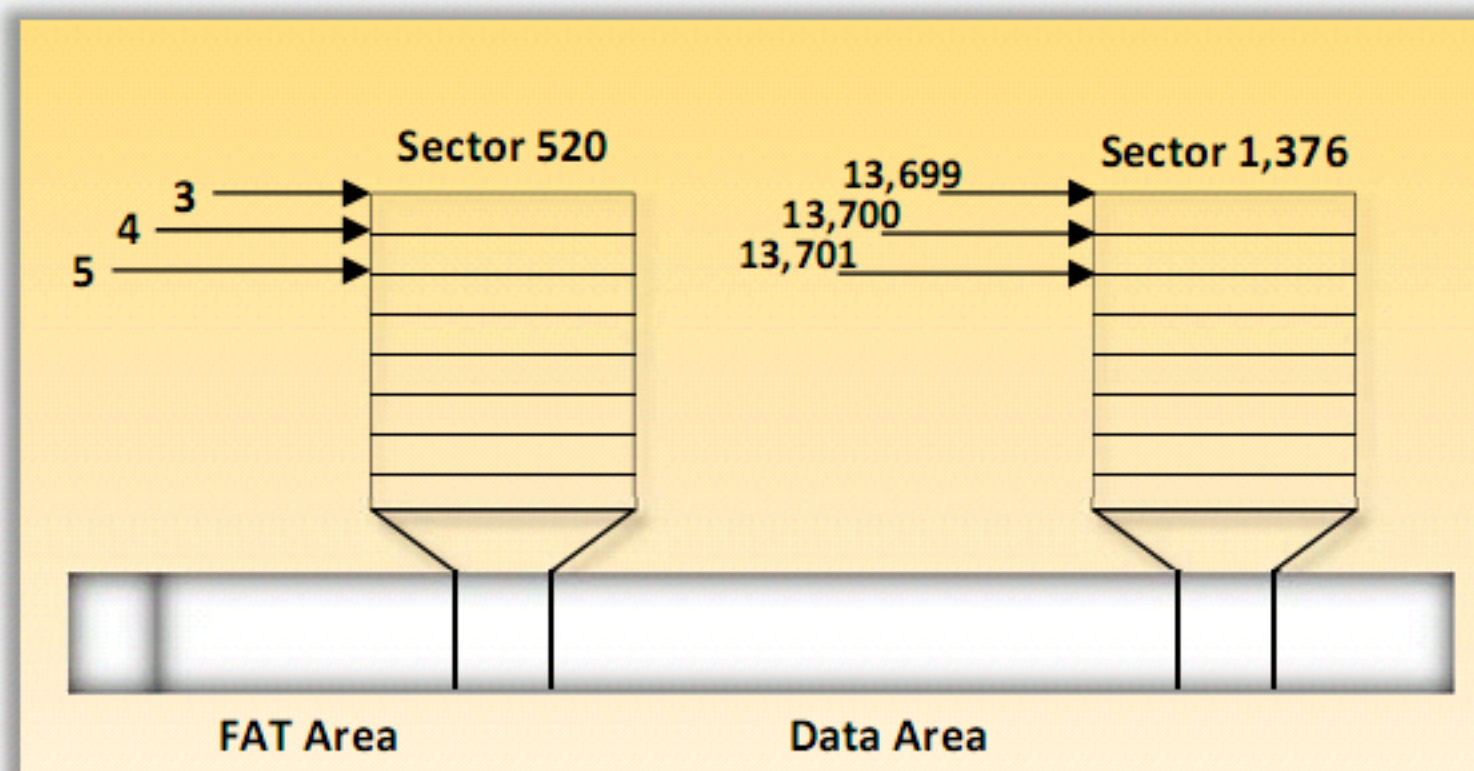 Sector 520
3
4
5
Sector 1,376
13,699
13,700
13,701
FAT Area
Data Area